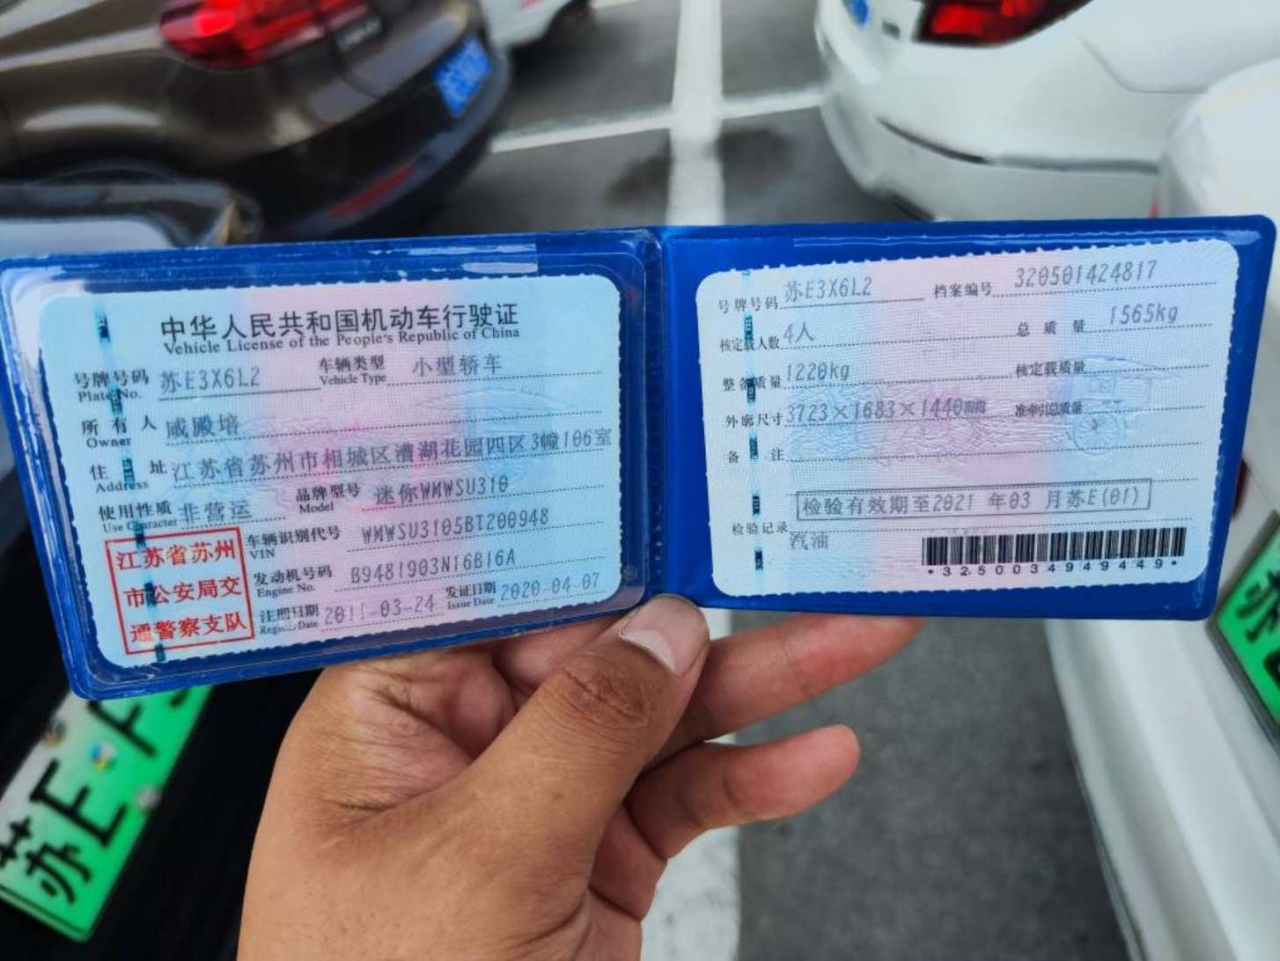 中华人民共和国机动车行驶证
Vehicle License of the People's Republic of China
号牌号码 苏E3X6L2 车辆类型 小型轿车
Plate No. Vehicle Type
所有人 戚殿培
Owner
住址 江苏省苏州市相城区漕湖花园四区3幢106室
Address
使用性质 非营运 品牌型号 迷你WMWSU310
Use Character Model
车辆识别代号 WMWSU3105BT200948
VIN
发动机号码 B9481903N16B16A
Engine No.
注册日期 2011-03-24 发证日期 2020-04-07
Register Date Issue Date
江苏省苏州
市公安局交
通警察支队
号牌号码 苏E3X6L2 档案编号 320501424817
核定载人数 4人 总质量 1565kg
整备质量 1220kg 核定载质量
外廓尺寸 3723×1683×1440mm 准牵引总质量
备注
检验有效期至2021 年03 月苏E(01)
检验记录
汽油
*3250034949449*
苏E·F
苏